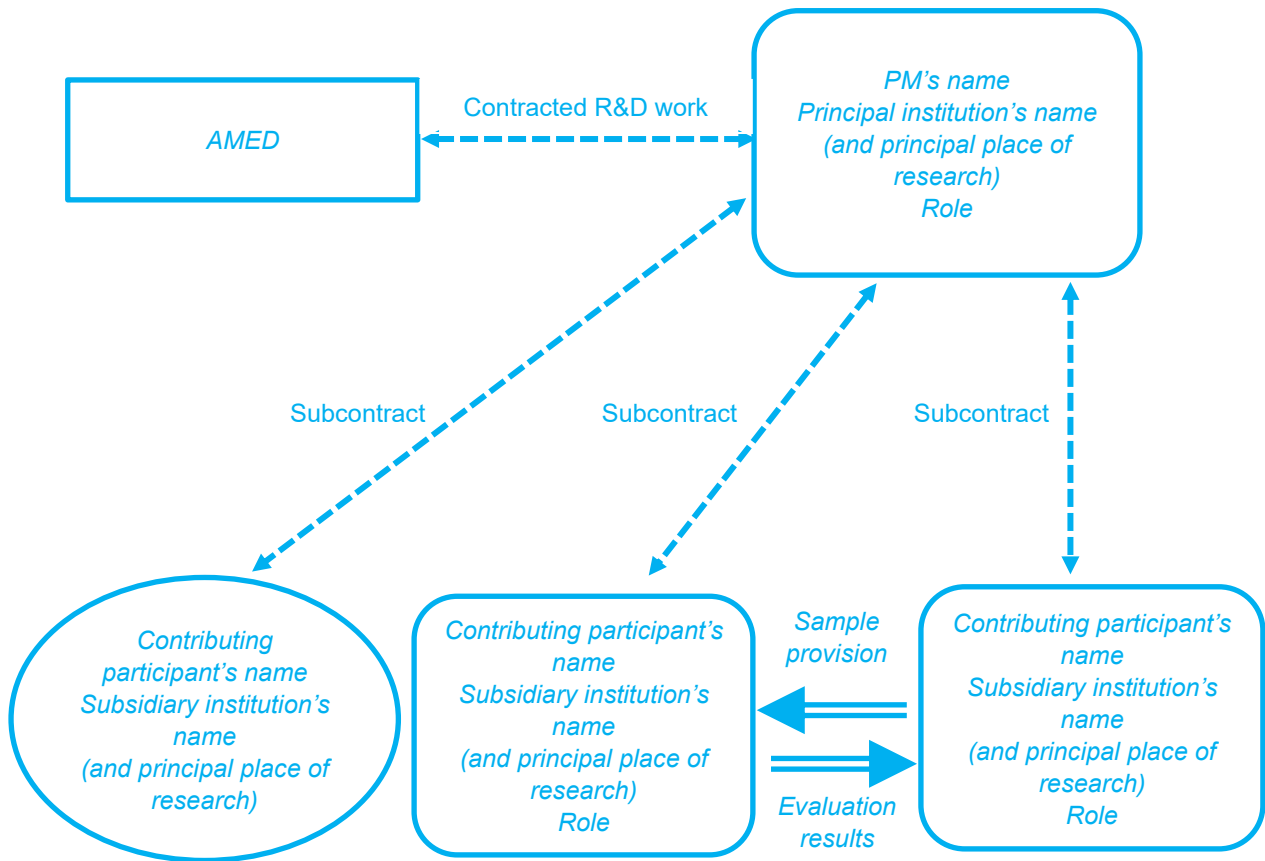 AMED
Contracted R&D work
PM’s name
Principal institution’s name
(and principal place of
research)
Role
Subcontract
Subcontract
Subcontract
Contributing
participant’s name
Subsidiary institution’s
name
(and principal place of
research)
Contributing participant’s
name
Subsidiary institution’s
name
(and principal place of
research)
Role
Sample
provision
Evaluation
results
Contributing participant’s
name
Subsidiary institution’s
name
(and principal place of
research)
Role